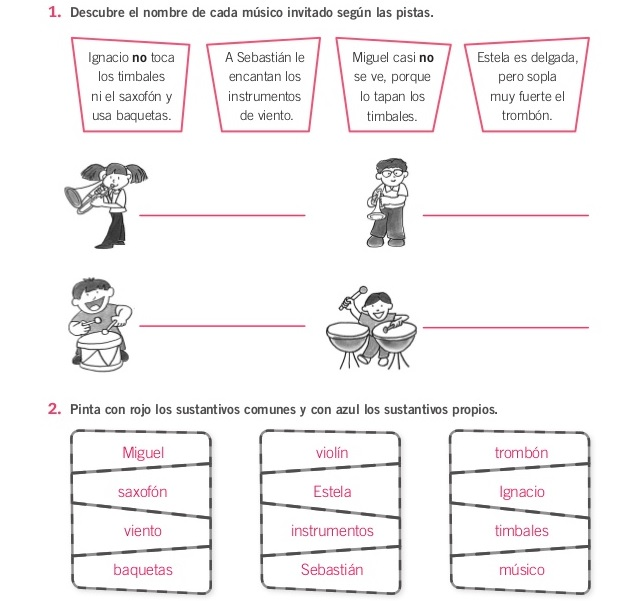 1. Descubre el nombre de cada músico invitado según las pistas.
Ignacio no toca
los timbales
ni el saxofón y
usa baquetas.
A Sebastián le
encantan los
instrumentos
de viento.
Miguel casi no
se ve, porque
lo tapan los
timbales.
Estela es delgada,
pero sopla
muy fuerte el
trombón.
2. Pinta con rojo los sustantivos comunes y con azul los sustantivos propios.
Miguel
saxofón
viento
baquetas
violín
Estela
instrumentos
Sebastián
trombón
Ignacio
timbales
músico